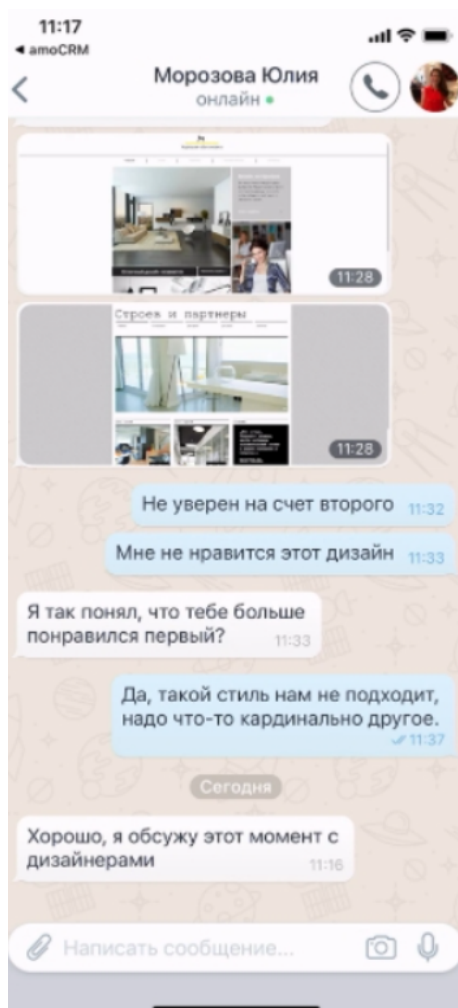 11:17
amoCRM
Морозова Юлия
онлайн
11:28
Строев и партнеры
11:28
Не уверен на счет второго 11:32
Мне не нравится этот дизайн 11:33
Я так понял, что тебе больше
понравился первый? 11:33
Да, такой стиль нам не подходит,
надо что-то кардинально другое.
11:37
Сегодня
Хорошо, я обсужу этот момент с
дизайнерами 11:16
Написать сообщение...